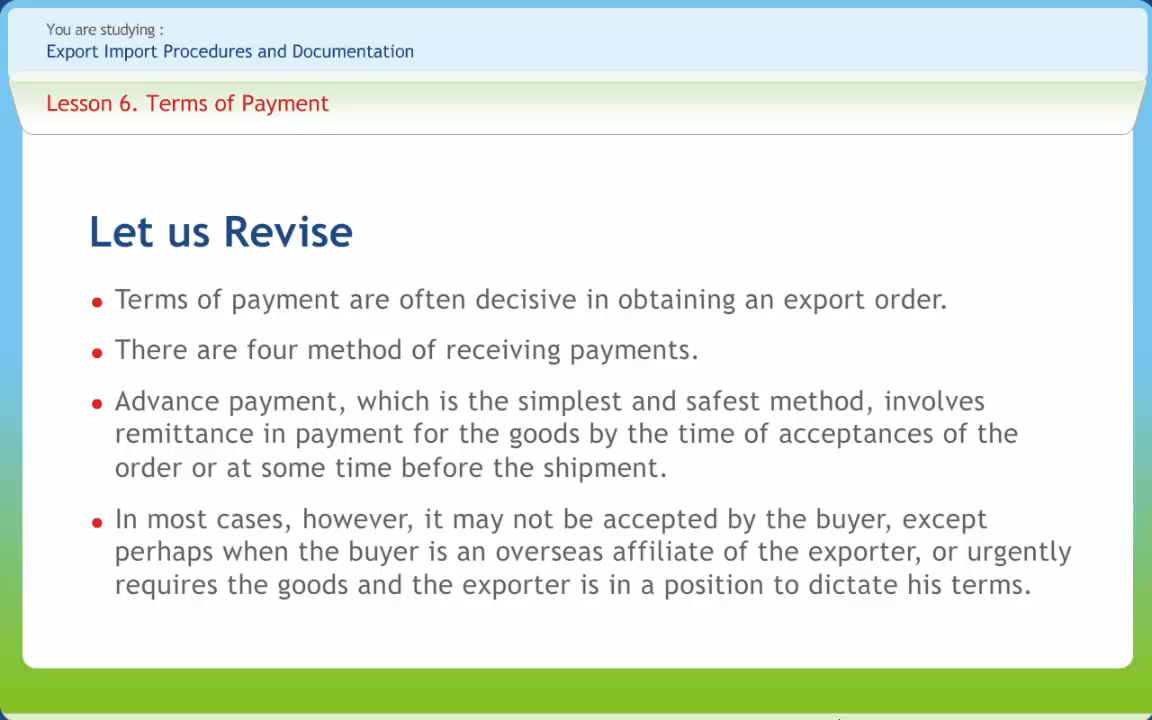 You are studying :
Export Import Procedures and Documentation
Lesson 6. Terms of Payment
Let us Revise
• Terms of payment are often decisive in obtaining an export order.
• There are four method of receiving payments.
• Advance payment, which is the simplest and safest method, involves
remittance in payment for the goods by the time of acceptances of the
order or at some time before the shipment.
• In most cases, however, it may not be accepted by the buyer, except
perhaps when the buyer is an overseas affiliate of the exporter, or urgently
requires the goods and the exporter is in a position to dictate his terms.